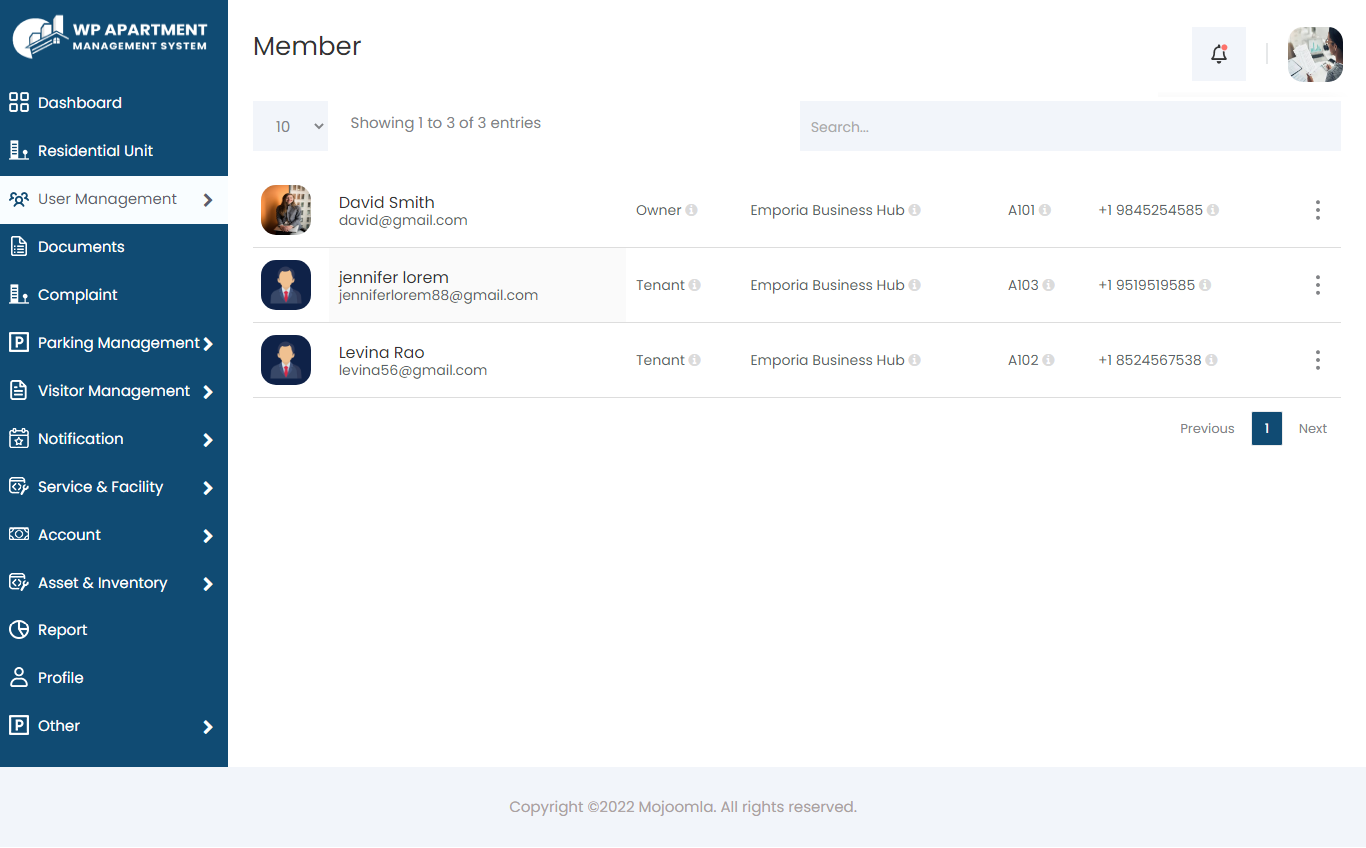 WP APARTMENT
MANAGEMENT SYSTEM
Dashboard
Residential Unit
User Management
Documents
Complaint
Parking Management
Visitor Management
Notification
Service & Facility
Account
Asset & Inventory
Report
Profile
Other
Member
10
Showing 1 to 3 of 3 entries
Search...
David Smith
david@gmail.com
Owner
Emporia Business Hub
A101
+1 9845254585
jennifer lorem
jenniferlorem88@gmail.com
Tenant
Emporia Business Hub
A103
+1 9519519585
Levina Rao
levina56@gmail.com
Tenant
Emporia Business Hub
A102
+1 8524567538
Previous
1
Next
Copyright ©2022 Mojoomla. All rights reserved.